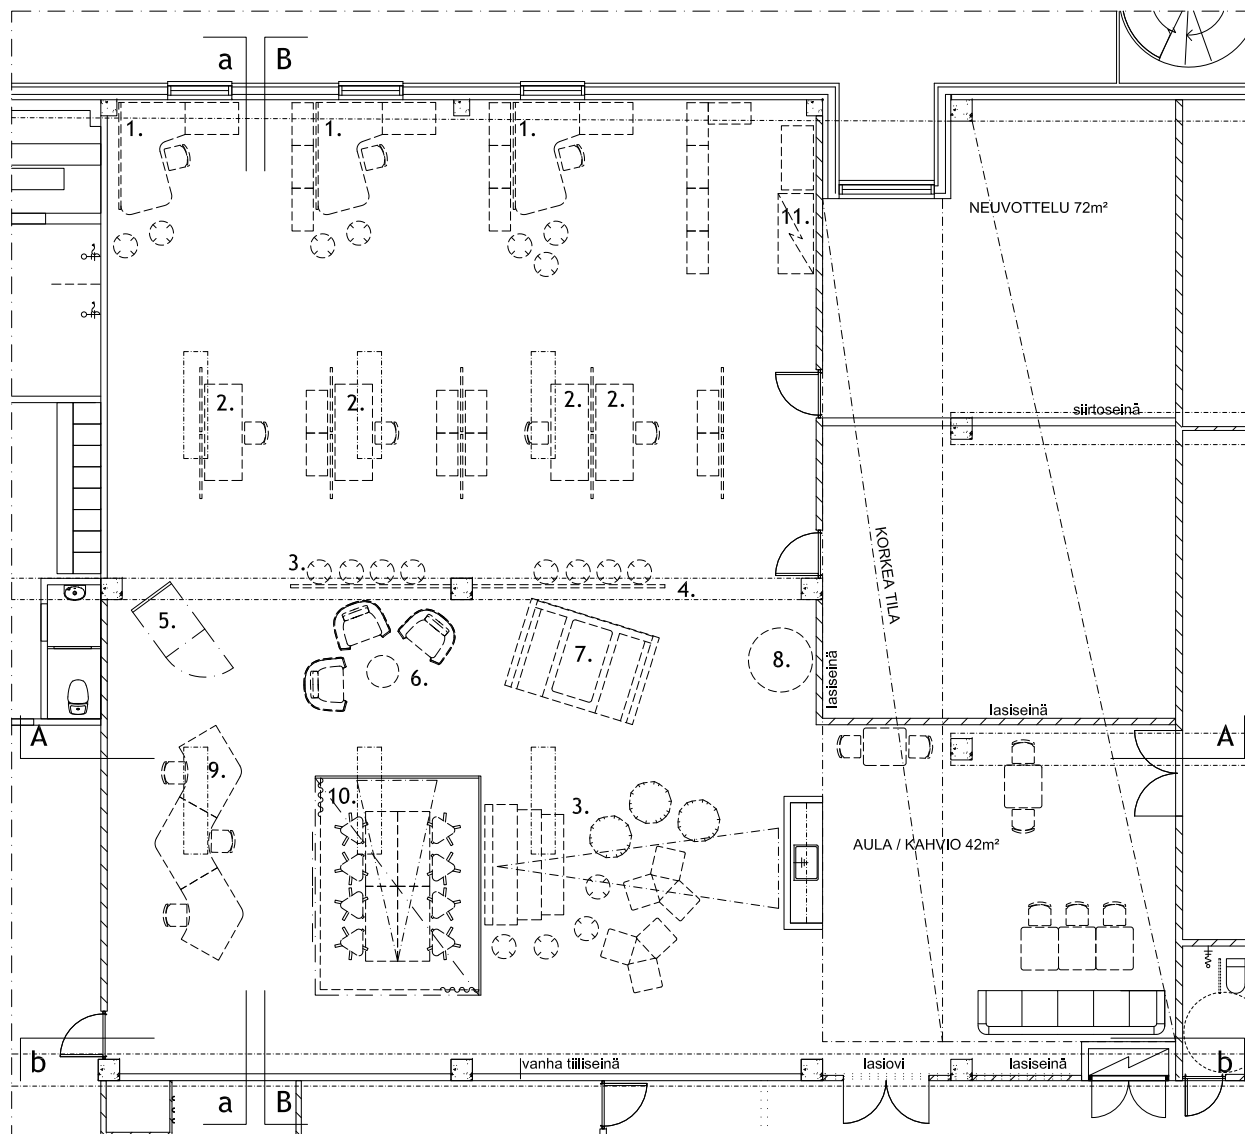 a B
1. 1. 1.
11.
NEUVOTTELU 72m²
2. 2. 2. 2.
siirtoseinä
KORKEA TILA
3.
4.
5.
6.
7.
8.
lasiseinä
lasiseinä
A A
9.
10.
3.
AULA / KAHVIO 42m²
b b
vanha tiiliseinä
lasiovi
lasiseinä
a B